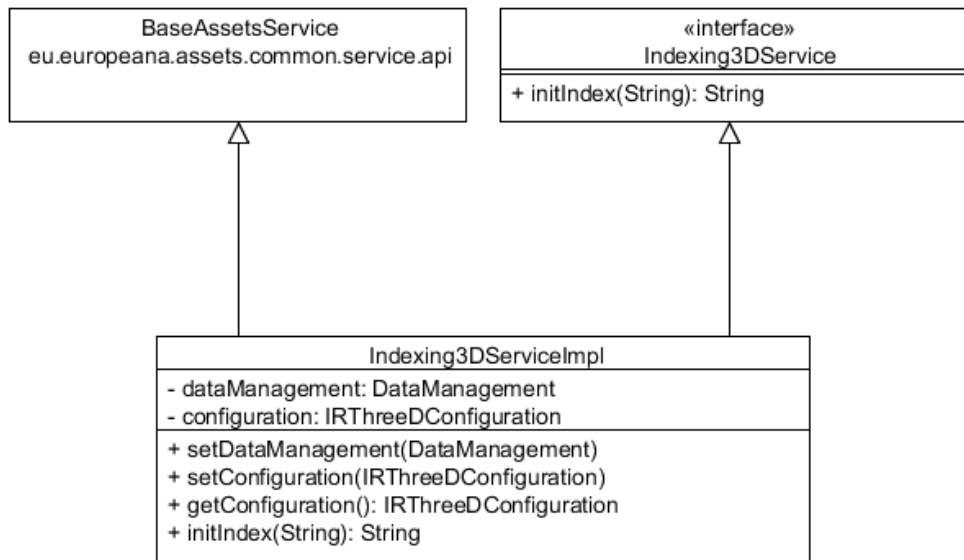 BaseAssetsService
eu.europeana.assets.common.service.api
«interface»
Indexing3DService
+ initIndex(String): String
Indexing3DServiceImpl
- dataManagement: DataManagement
- configuration: IRThreeDConfiguration
+ setDataManagement(DataManagement)
+ setConfiguration(IRThreeDConfiguration)
+ getConfiguration(): IRThreeDConfiguration
+ initIndex(String): String